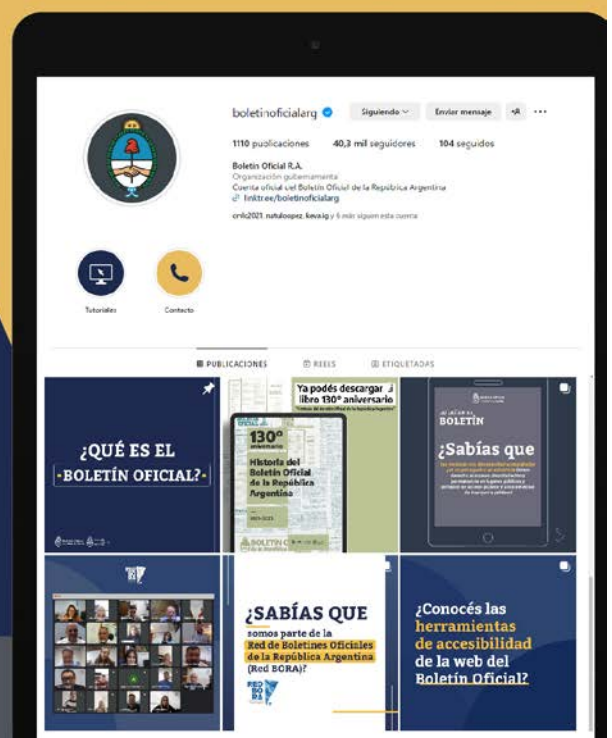 boletinoficialarg
Siguiendo
Enviar mensaje
1110 publicaciones 40,3 mil seguidores 104 seguidos
Boletín Oficial R.A.
Organización gubernamental
Cuenta oficial del Boletín Oficial de la República Argentina
linktree/boletinoficialarg
Tutoriales
Contacto
PUBLICACIONES
REELS
ETIQUETADAS
¿QUÉ ES EL
BOLETÍN OFICIAL?
Ya podés descargar
libro 130° aniversario
130°
aniversario
Historia del
Boletín Oficial
de la República
Argentina
BOLETÍN
¿Sabías que
¿SABÍAS QUE
somos parte de la
Red de Boletines Oficiales
de la República Argentina
(Red BORA)?
RED
BO
RA
¿Conocés las
herramientas
de accesibilidad
de la web del
Boletín Oficial?